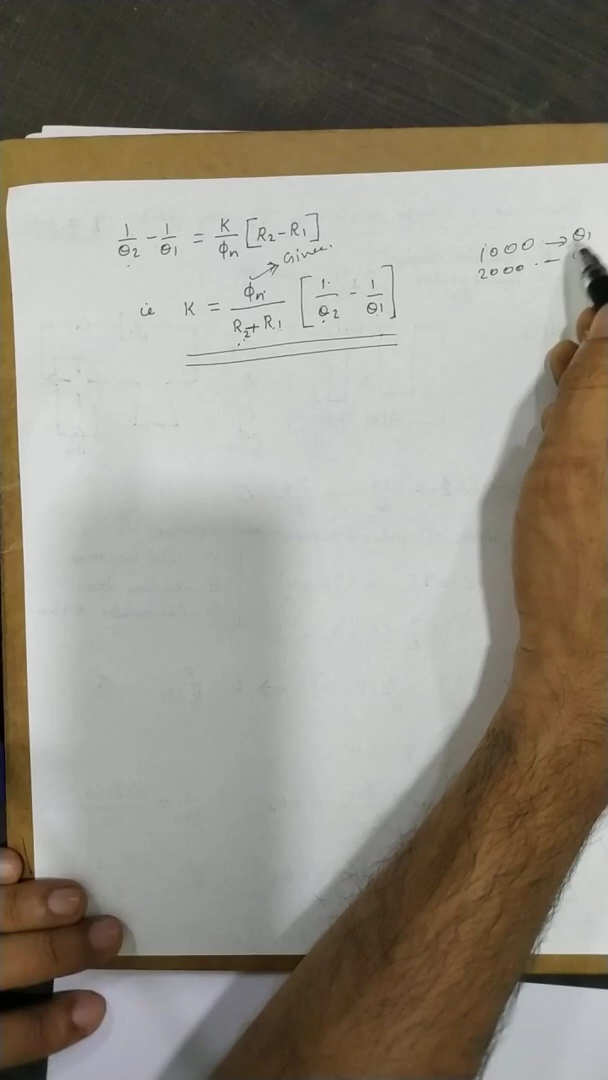 1/θ2 - 1/θ1 = K/ϕn [R2 - R1]
→ Given.
ie K = ϕn/(R2 + R1) [1/θ2 - 1/θ1]
1000 → θ1
2000 · -